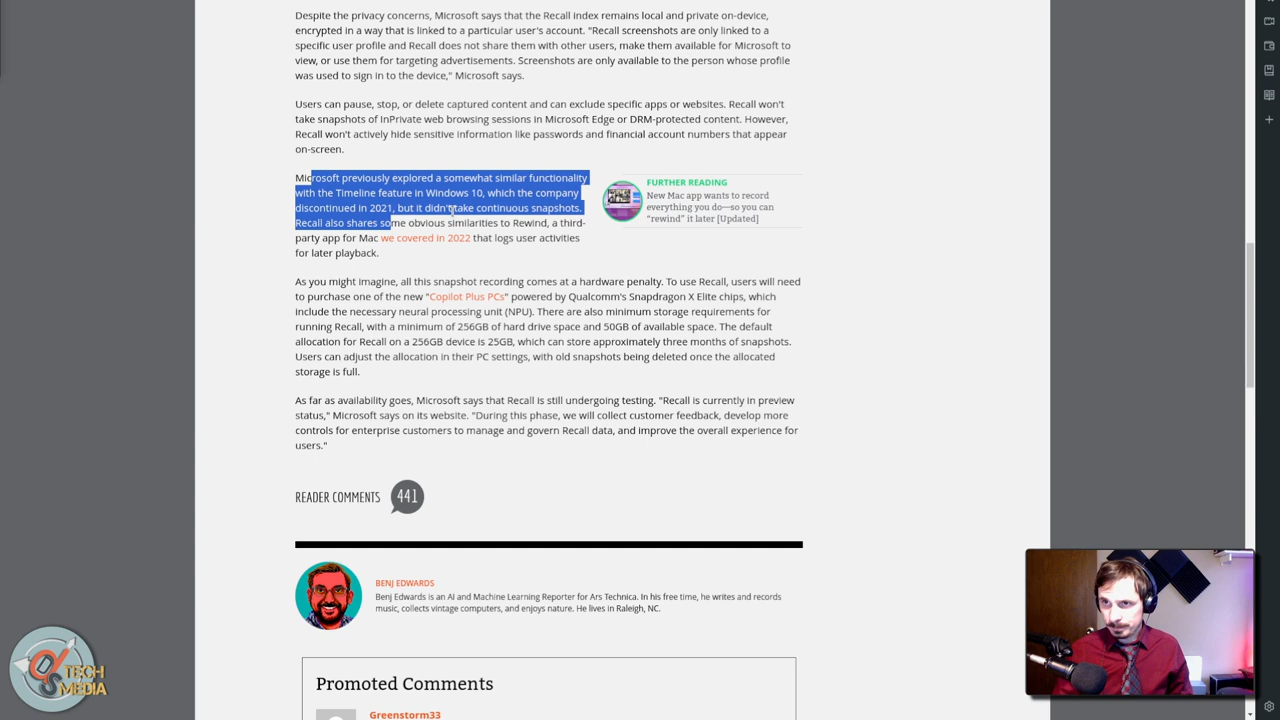 Despite the privacy concerns, Microsoft says that the Recall index remains local and private on-device,
encrypted in a way that is linked to a particular user's account. "Recall screenshots are only linked to a
specific user profile and Recall does not share them with other users, make them available for Microsoft to
view, or use them for targeting advertisements. Screenshots are only available to the person whose profile
was used to sign in to the device," Microsoft says.
Users can pause, stop, or delete captured content and can exclude specific apps or websites. Recall won't
take snapshots of InPrivate web browsing sessions in Microsoft Edge or DRM-protected content. However,
Recall won't actively hide sensitive information like passwords and financial account numbers that appear
on-screen.
Microsoft previously explored a somewhat similar functionality
with the Timeline feature in Windows 10, which the company
discontinued in 2021, but it didn't take continuous snapshots.
Recall also shares some obvious similarities to Rewind, a third-
party app for Mac we covered in 2022 that logs user activities
for later playback.
FURTHER READING
New Mac app wants to record
everything you do—so you can
"rewind" it later [Updated]
As you might imagine, all this snapshot recording comes at a hardware penalty. To use Recall, users will need
to purchase one of the new "Copilot Plus PCs" powered by Qualcomm's Snapdragon X Elite chips, which
include the necessary neural processing unit (NPU). There are also minimum storage requirements for
running Recall, with a minimum of 256GB of hard drive space and 50GB of available space. The default
allocation for Recall on a 256GB device is 25GB, which can store approximately three months of snapshots.
Users can adjust the allocation in their PC settings, with old snapshots being deleted once the allocated
storage is full.
As far as availability goes, Microsoft says that Recall is still undergoing testing. "Recall is currently in preview
status," Microsoft says on its website. "During this phase, we will collect customer feedback, develop more
controls for enterprise customers to manage and govern Recall data, and improve the overall experience for
users."
READER COMMENTS 441
BENJ EDWARDS
Benj Edwards is an AI and Machine Learning Reporter for Ars Technica. In his free time, he writes and records
music, collects vintage computers, and enjoys nature. He lives in Raleigh, NC.
Promoted Comments
Greenstorm33
TECH
MEDIA